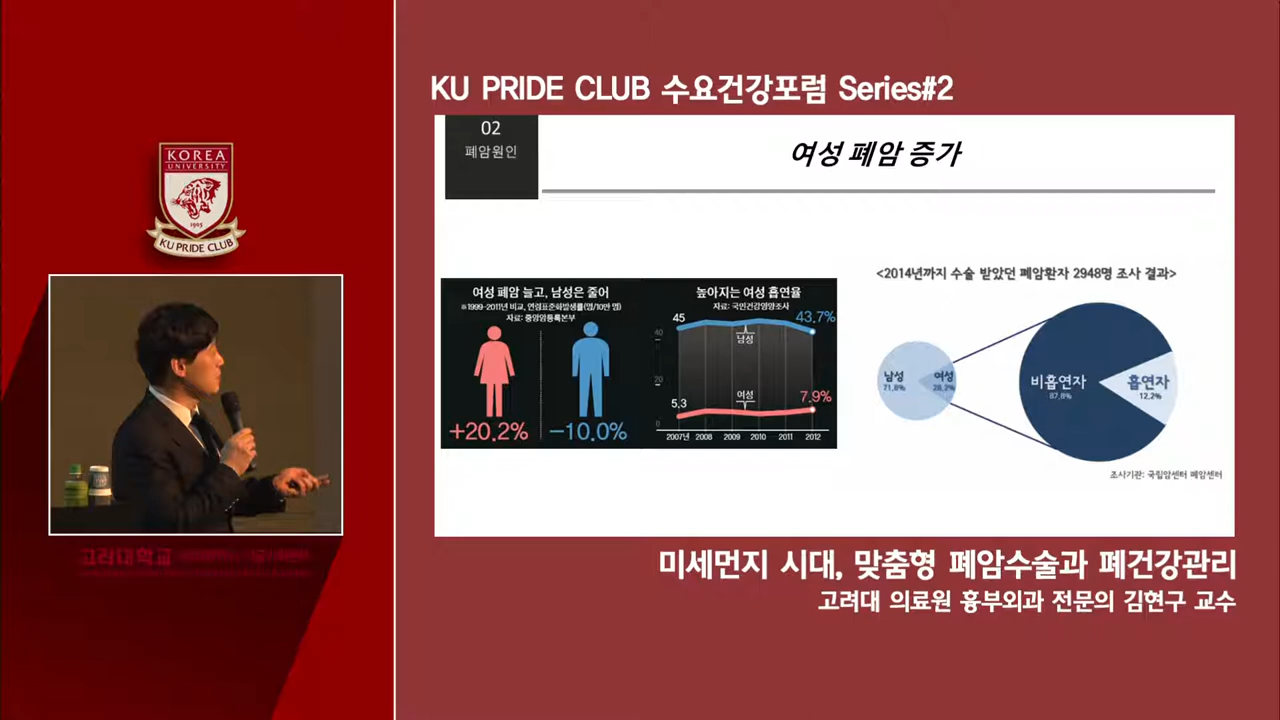 KU PRIDE CLUB 수요건강포럼 Series#2
KOREA
UNIVERSITY
1905
KU PRIDE CLUB
02
폐암원인
여성 폐암 증가
여성 폐암 늘고, 남성은 줄어
※1999-2011년 비교, 연령표준화발생률(명/10만 명)
자료: 중앙암등록본부
+20.2%
-10.0%
높아지는 여성 흡연율
자료: 국민건강영양조사
45
43.7%
40
남성
20
여성
5.3
7.9%
0
2007년 2008 2009 2010 2011 2012
<2014년까지 수술 받았던 폐암환자 2948명 조사 결과>
남성
71.8%
여성
28.2%
비흡연자
87.8%
흡연자
12.2%
조사기관: 국립암센터 폐암센터
고려대학교
미세먼지 시대, 맞춤형 폐암수술과 폐건강관리
고려대 의료원 흉부외과 전문의 김현구 교수